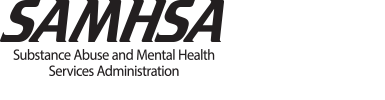 SAMHSA
Substance Abuse and Mental Health
Services Administration